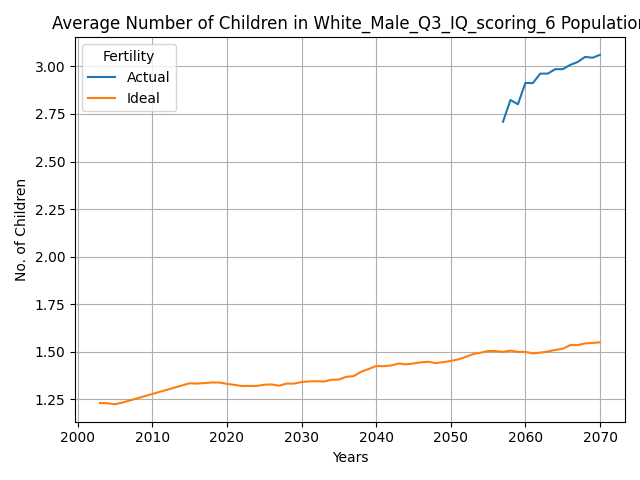 Average Number of Children in White_Male_Q3_IQ_scoring_6 Population
Fertility
Actual
Ideal
3.00
2.75
2.50
2.25
2.00
1.75
1.50
1.25
No. of Children
2000 2010 2020 2030 2040 2050 2060 2070
Years